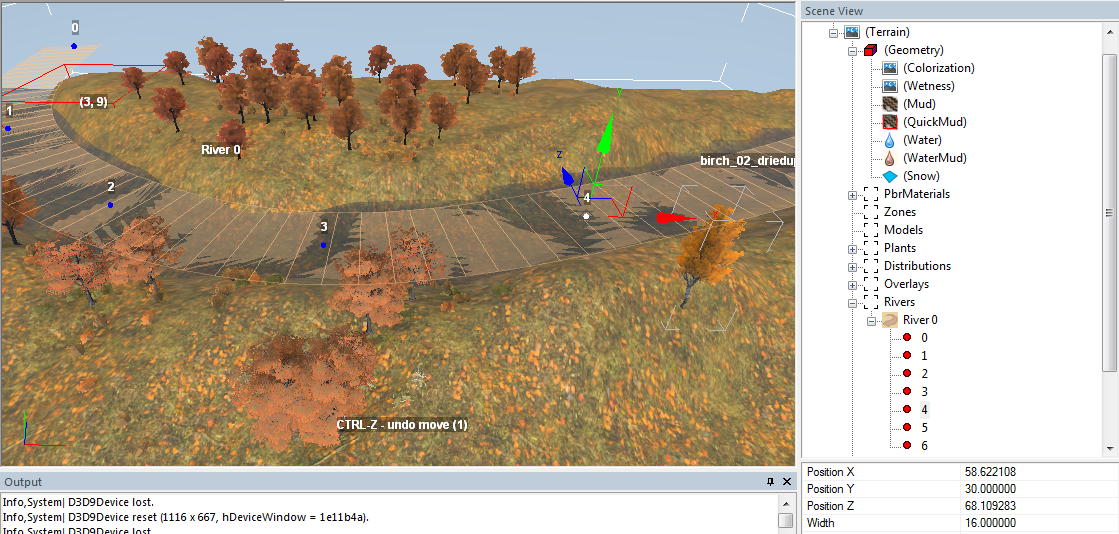 0
(3, 9)
1
River 0
z
birch_02_driedup
2
4
x
3
CTRL-Z - undo move (1)
Scene View
(Terrain)
(Geometry)
(Colorization)
(Wetness)
(Mud)
(QuickMud)
(Water)
(WaterMud)
(Snow)
PbrMaterials
Zones
Models
Plants
Distributions
Overlays
Rivers
River 0
0
1
2
3
4
5
6
Position X 58.622108
Position Y 30.000000
Position Z 68.109283
Width 16.000000
Output
Info,System| D3D9Device lost.
Info,System| D3D9Device reset (1116 x 667, hDeviceWindow = 1e11b4a).
Info,System| D3D9Device lost